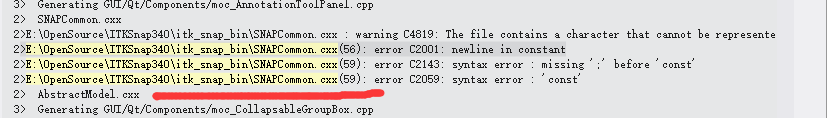 3>  Generating GUI/Qt/Components/moc_AnnotationToolPanel.cpp
2>  SNAPCommon.cxx
2>E:\OpenSource\ITKSnap340\itk_snap_bin\SNAPCommon.cxx : warning C4819: The file contains a character that cannot be represente
2>E:\OpenSource\ITKSnap340\itk_snap_bin\SNAPCommon.cxx(56): error C2001: newline in constant
2>E:\OpenSource\ITKSnap340\itk_snap_bin\SNAPCommon.cxx(59): error C2143: syntax error : missing ';' before 'const'
2>E:\OpenSource\ITKSnap340\itk_snap_bin\SNAPCommon.cxx(59): error C2059: syntax error : 'const'
2>  AbstractModel.cxx
3>  Generating GUI/Qt/Components/moc_CollapsableGroupBox.cpp